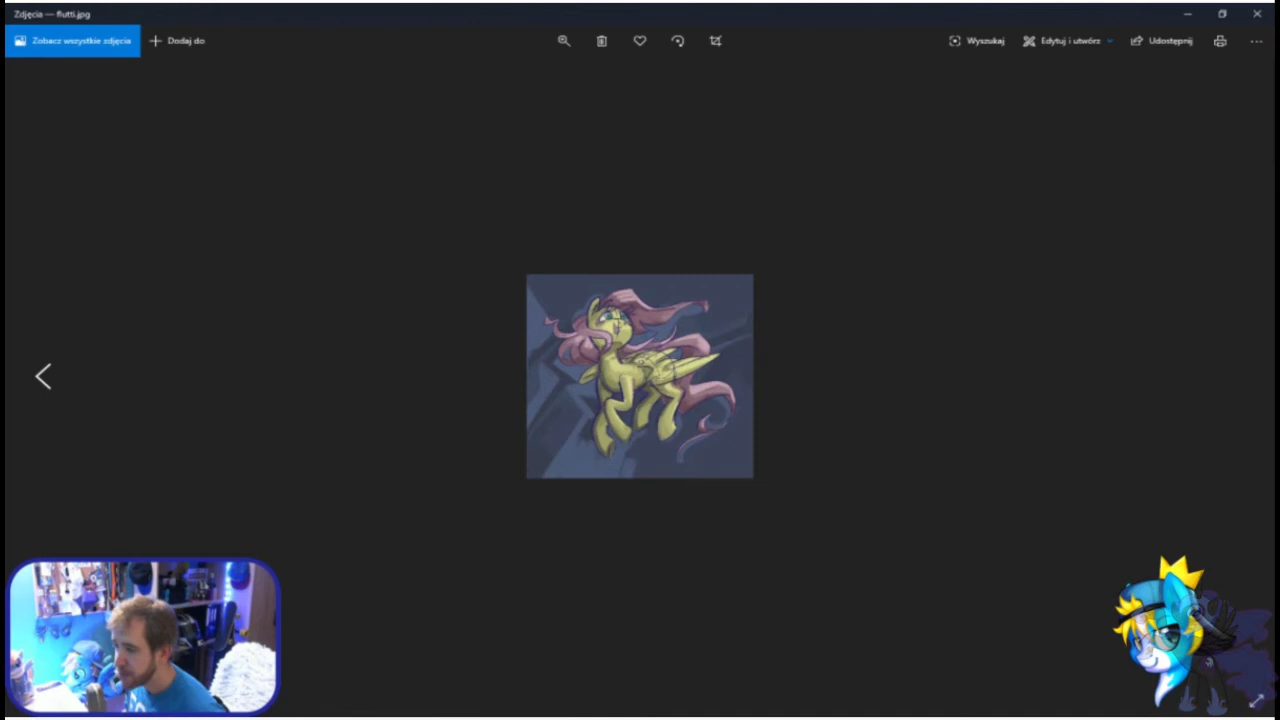 Zdjęcia — flutti.jpg
Zobacz wszystkie zdjęcia
Dodaj do
Wyszukaj
Edytuj i utwórz
Udostępnij